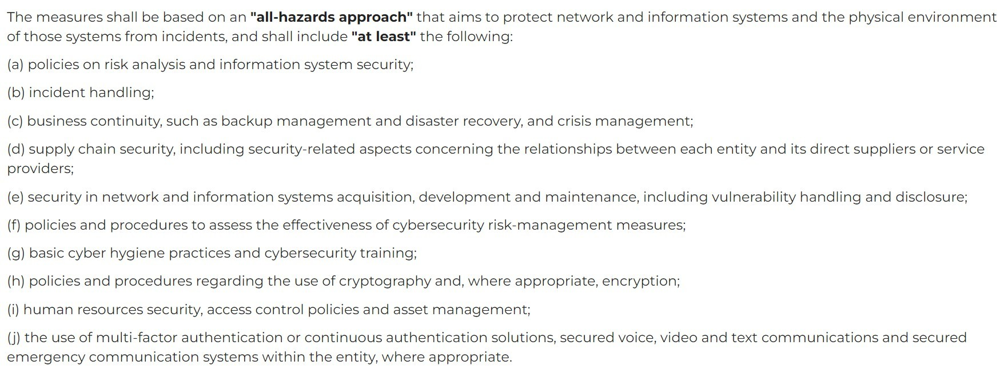 The measures shall be based on an "all-hazards approach" that aims to protect network and information systems and the physical environment
of those systems from incidents, and shall include "at least" the following:
(a) policies on risk analysis and information system security;
(b) incident handling;
(c) business continuity, such as backup management and disaster recovery, and crisis management;
(d) supply chain security, including security-related aspects concerning the relationships between each entity and its direct suppliers or service
providers;
(e) security in network and information systems acquisition, development and maintenance, including vulnerability handling and disclosure;
(f) policies and procedures to assess the effectiveness of cybersecurity risk-management measures;
(g) basic cyber hygiene practices and cybersecurity training;
(h) policies and procedures regarding the use of cryptography and, where appropriate, encryption;
(i) human resources security, access control policies and asset management;
(j) the use of multi-factor authentication or continuous authentication solutions, secured voice, video and text communications and secured
emergency communication systems within the entity, where appropriate.